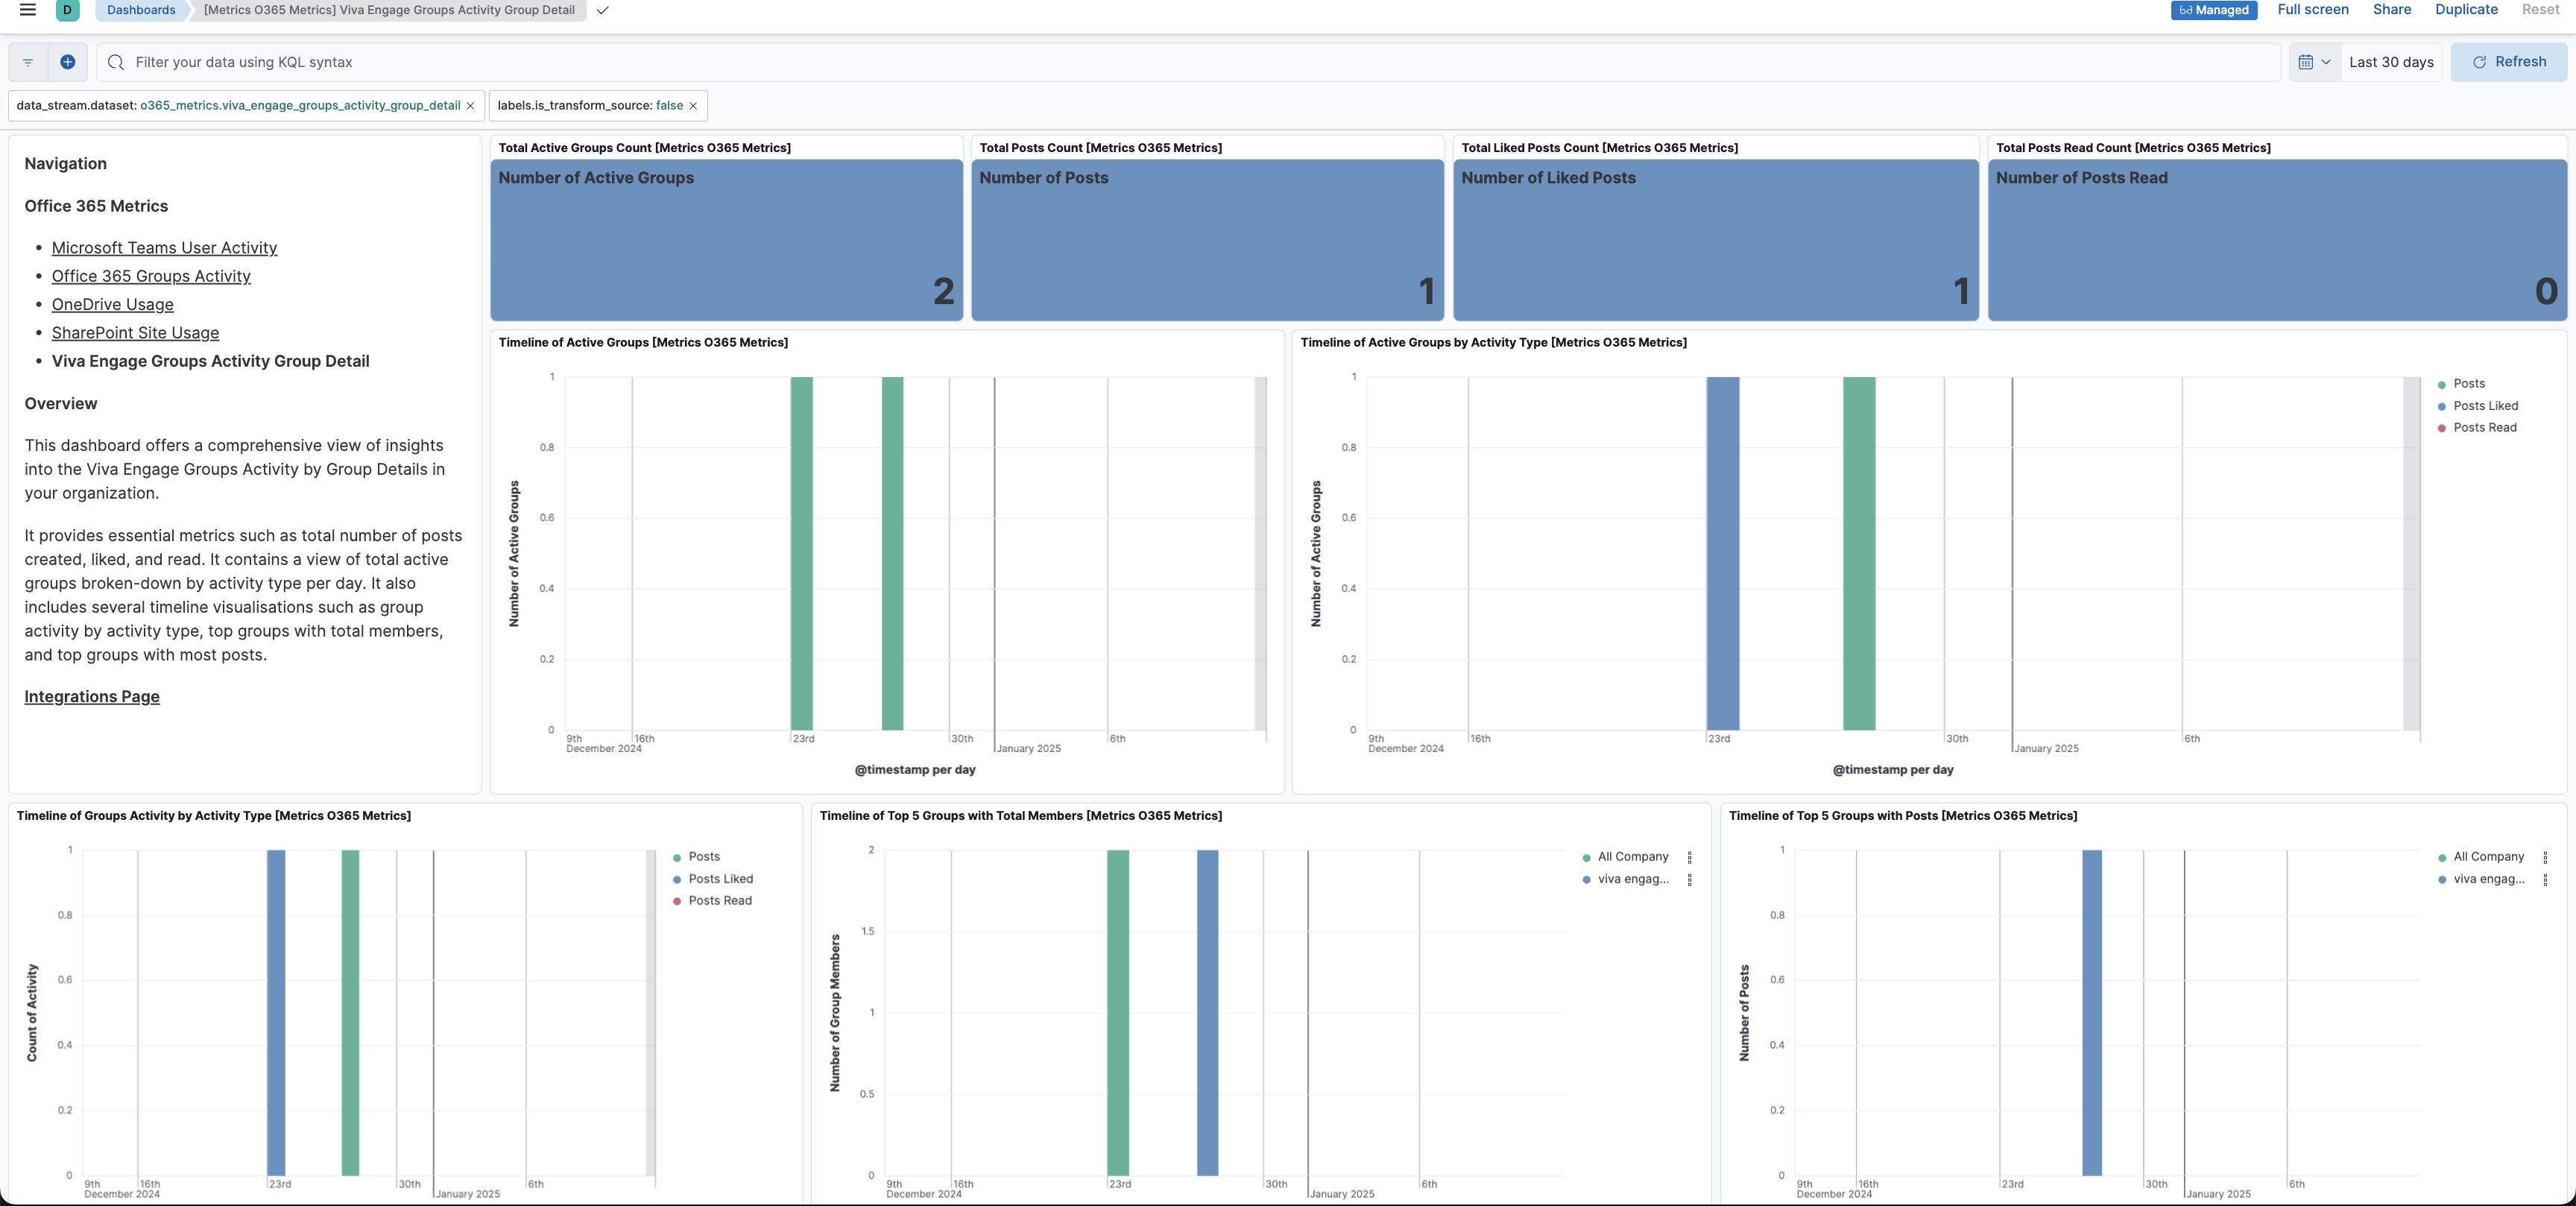 D Dashboards [Metrics O365 Metrics] Viva Engage Groups Activity Group Detail Managed Full screen Share Duplicate Reset
Filter your data using KQL syntax Last 30 days Refresh
data_stream.dataset: o365_metrics.viva_engage_groups_activity_group_detail × labels.is_transform_source: false ×
Navigation
Office 365 Metrics
• Microsoft Teams User Activity
• Office 365 Groups Activity
• OneDrive Usage
• SharePoint Site Usage
• Viva Engage Groups Activity Group Detail
Overview
This dashboard offers a comprehensive view of insights
into the Viva Engage Groups Activity by Group Details in
your organization.
It provides essential metrics such as total number of posts
created, liked, and read. It contains a view of total active
groups broken-down by activity type per day. It also
includes several timeline visualisations such as group
activity by activity type, top groups with total members,
and top groups with most posts.
Integrations Page
Total Active Groups Count [Metrics O365 Metrics]
Number of Active Groups
2
Total Posts Count [Metrics O365 Metrics]
Number of Posts
1
Total Liked Posts Count [Metrics O365 Metrics]
Number of Liked Posts
1
Total Posts Read Count [Metrics O365 Metrics]
Number of Posts Read
0
Timeline of Active Groups [Metrics O365 Metrics]
Number of Active Groups
1
0.8
0.6
0.4
0.2
0
9th 16th 23rd 30th 6th
December 2024 January 2025
@timestamp per day
Timeline of Active Groups by Activity Type [Metrics O365 Metrics]
Number of Active Groups
1
0.8
0.6
0.4
0.2
0
9th 16th 23rd 30th 6th
December 2024 January 2025
@timestamp per day
Posts
Posts Liked
Posts Read
Timeline of Groups Activity by Activity Type [Metrics O365 Metrics]
Count of Activity
1
0.8
0.6
0.4
0.2
0
9th 16th 23rd 30th 6th
December 2024 January 2025
Posts
Posts Liked
Posts Read
Timeline of Top 5 Groups with Total Members [Metrics O365 Metrics]
Number of Group Members
2
1.5
1
0.5
0
9th 16th 23rd 30th 6th
December 2024 January 2025
All Company
viva engag...
Timeline of Top 5 Groups with Posts [Metrics O365 Metrics]
Number of Posts
1
0.8
0.6
0.4
0.2
0
9th 16th 23rd 30th 6th
December 2024 January 2025
All Company
viva engag...